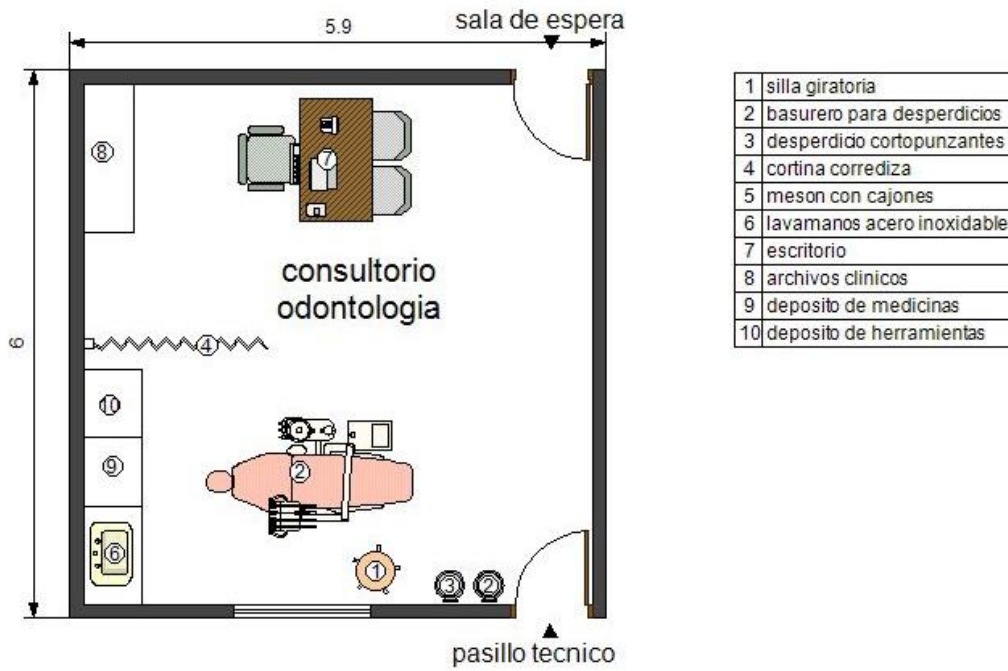 sala de espera
5.9
6
8
7
consultorio
odontologia
4
10
9
2
6
1
3
2
pasillo tecnico
1 silla giratoria
2 basurero para desperdicios
3 desperdicio cortopunzantes
4 cortina corrediza
5 meson con cajones
6 lavamanos acero inoxidable
7 escritorio
8 archivos clinicos
9 deposito de medicinas
10 deposito de herramientas